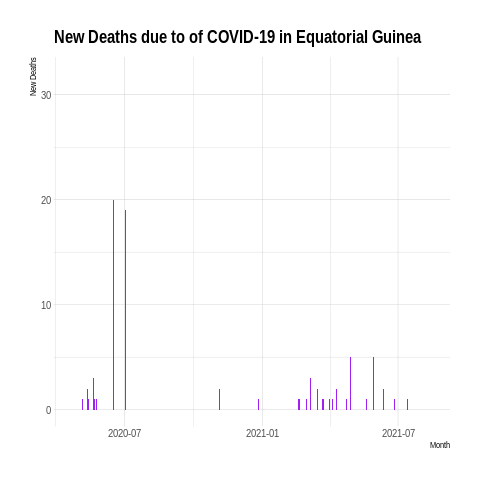 New Deaths due to of COVID-19 in Equatorial Guinea
New Deaths
30
20
10
0
2020-07
2021-01
2021-07
Month